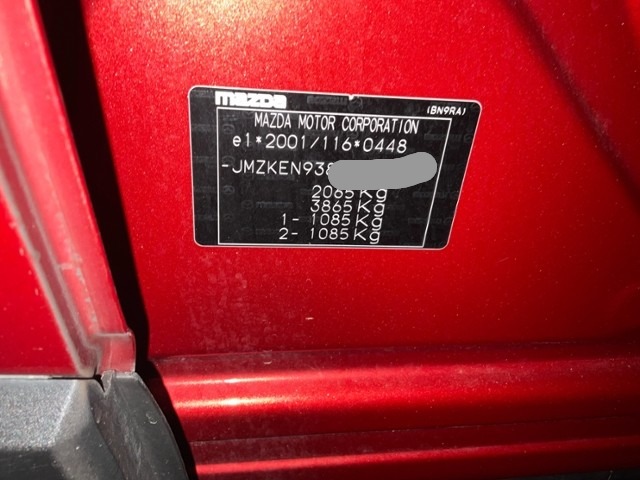 mazda
(BN9RA)
MAZDA MOTOR CORPORATION
e1*2001/116*0448
-JMZKEN938
2065 Kg
3865 Kg
1- 1085 Kg
2- 1085 Kg